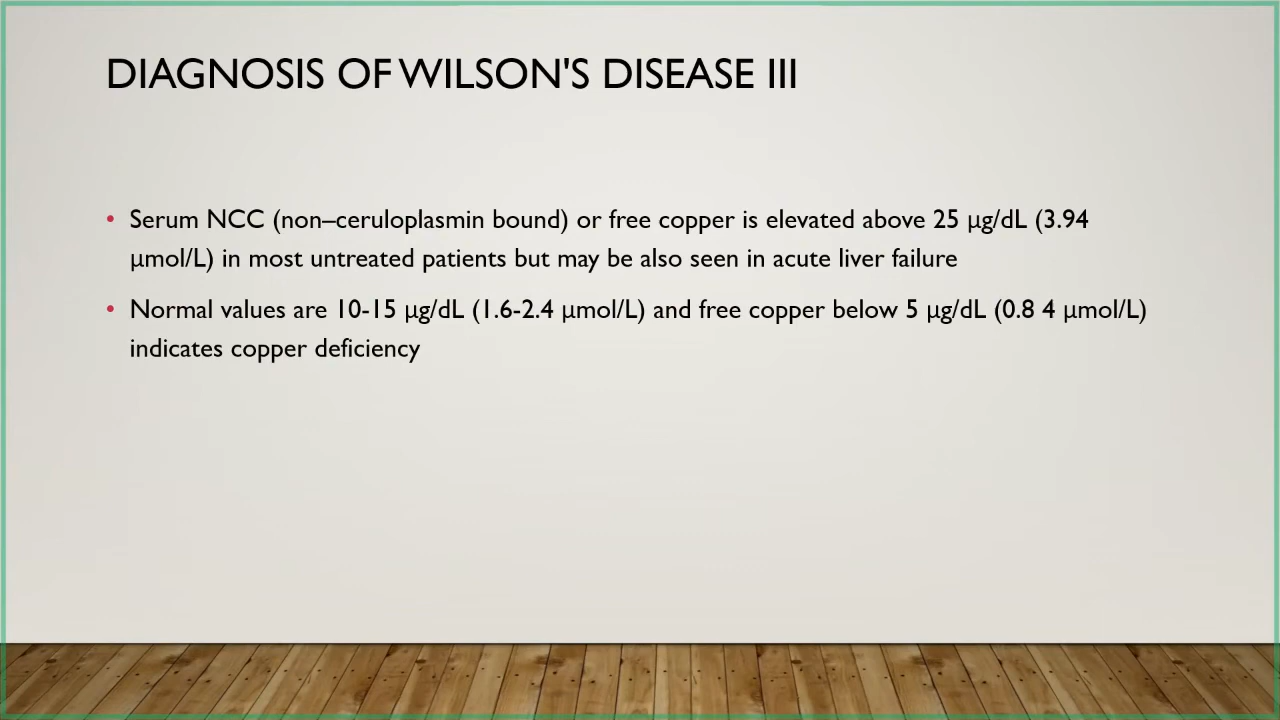 DIAGNOSIS OF WILSON'S DISEASE III
• Serum NCC (non–ceruloplasmin bound) or free copper is elevated above 25 µg/dL (3.94
µmol/L) in most untreated patients but may be also seen in acute liver failure
• Normal values are 10-15 µg/dL (1.6-2.4 µmol/L) and free copper below 5 µg/dL (0.8 4 µmol/L)
indicates copper deficiency